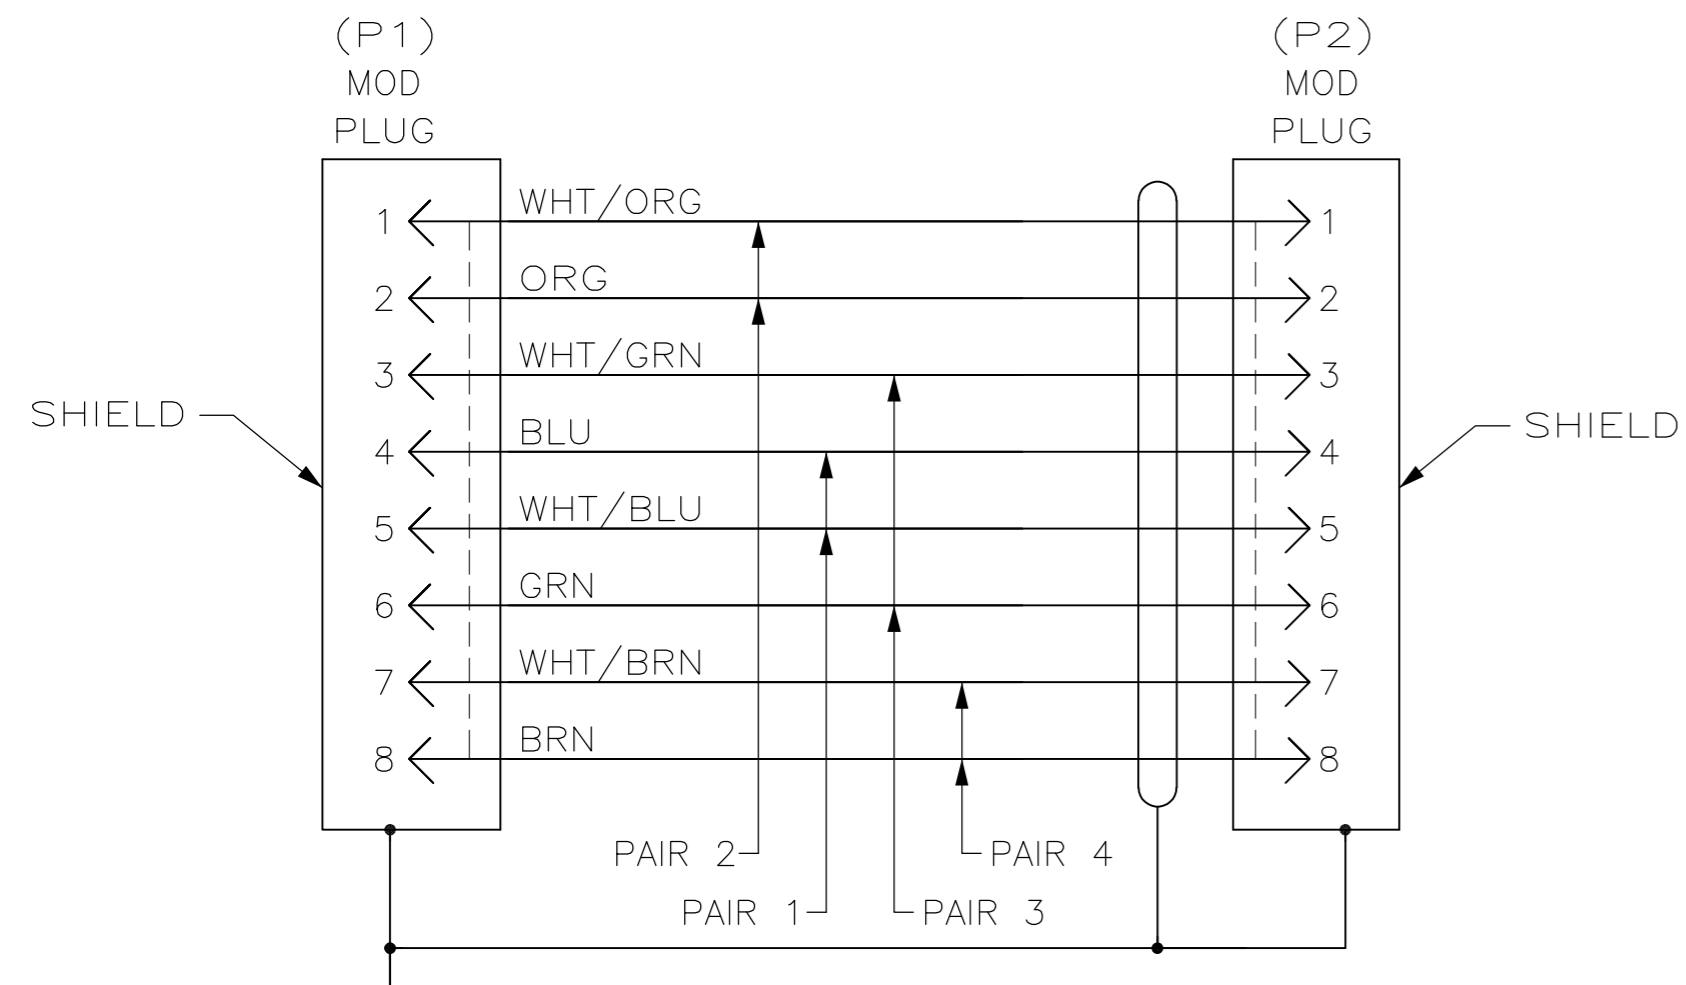 (P1)
MOD
PLUG
(P2)
MOD
PLUG
1 WHT/ORG 1
2 ORG 2
3 WHT/GRN 3
SHIELD
4 BLU 4
SHIELD
5 WHT/BLU 5
6 GRN 6
7 WHT/BRN 7
8 BRN 8
PAIR 2
PAIR 4
PAIR 1
PAIR 3